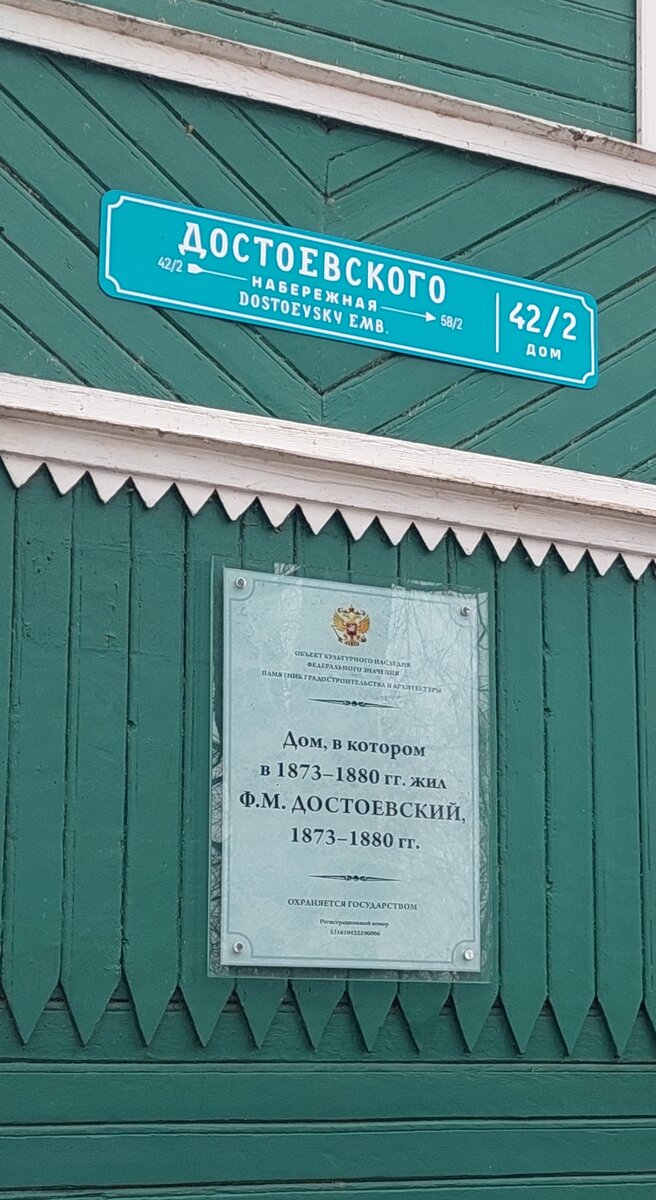 ДОСТОЕВСКОГО
42/2
НАБЕРЕЖНАЯ
58/2
DOSTOEVSKY EMB.
42/2
ДОМ
ОБЪЕКТ КУЛЬТУРНОГО НАСЛЕДИЯ
ФЕДЕРАЛЬНОГО ЗНАЧЕНИЯ
ПАМЯТНИК ГРАДОСТРОИТЕЛЬСТВА И АРХИТЕКТУРЫ
Дом, в котором
в 1873–1880 гг. жил
Ф.М. ДОСТОЕВСКИЙ,
1873–1880 гг.
ОХРАНЯЕТСЯ ГОСУДАРСТВОМ
Регистрационный номер
531610422590006